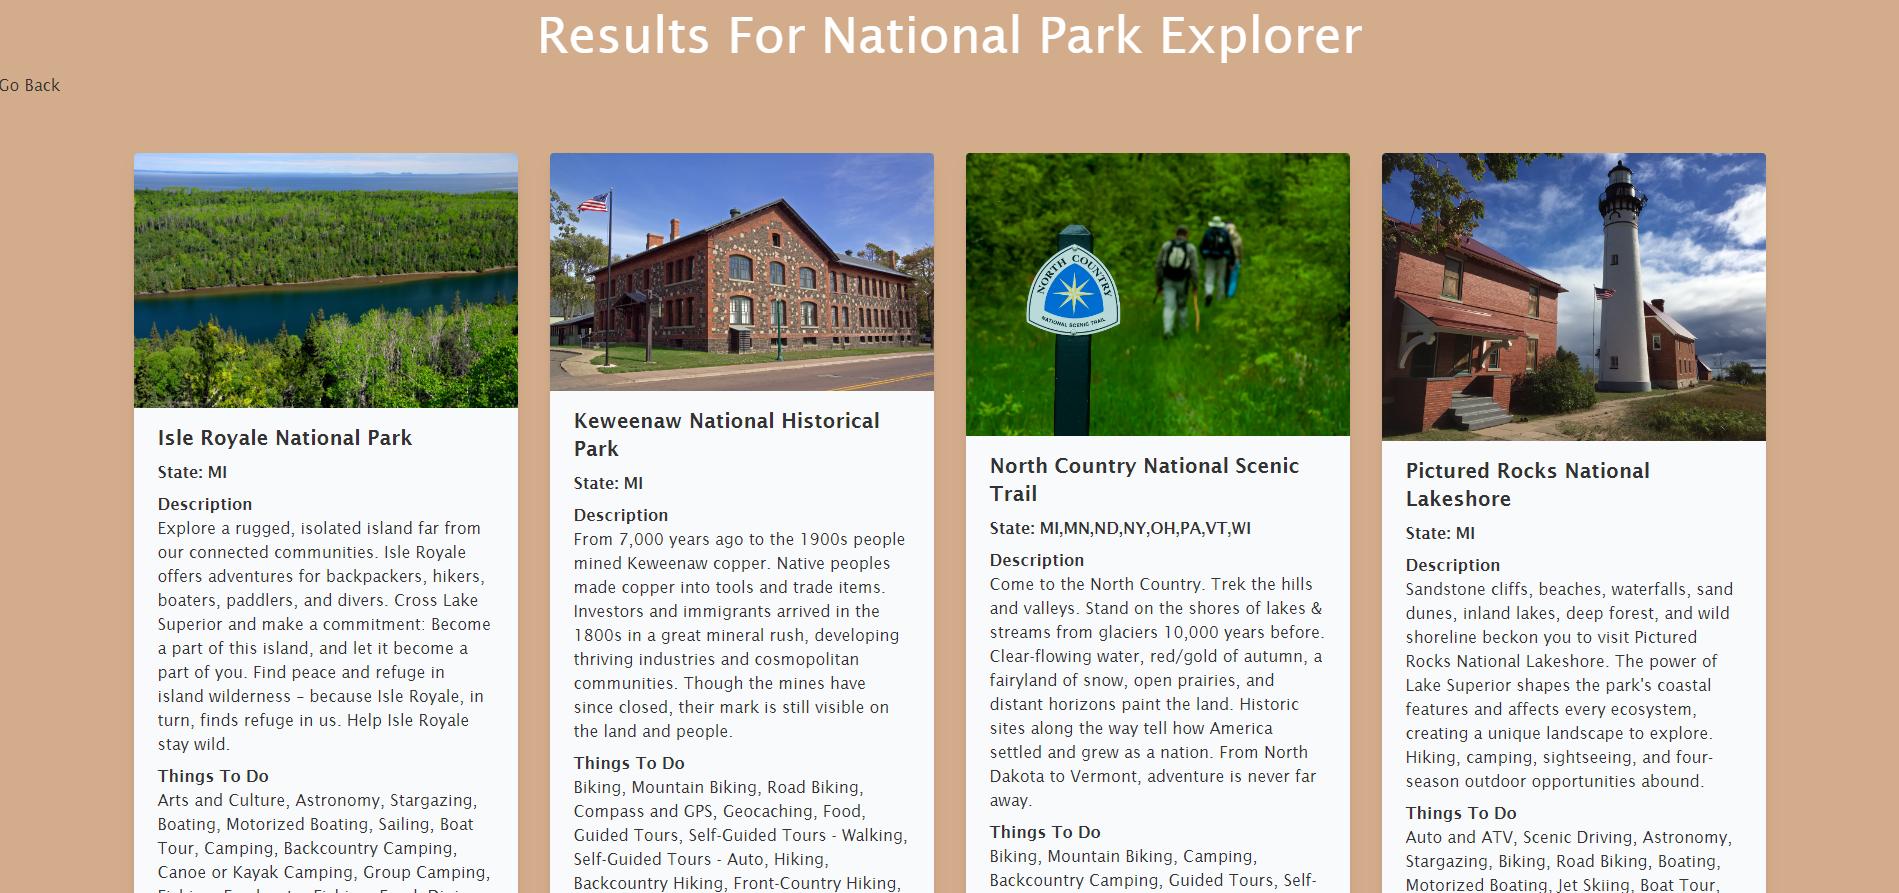 Results For National Park Explorer
Go Back
NORTH COUNTRY
NATIONAL SCENIC TRAIL
Isle Royale National Park
State: MI
Description
Explore a rugged, isolated island far from
our connected communities. Isle Royale
offers adventures for backpackers, hikers,
boaters, paddlers, and divers. Cross Lake
Superior and make a commitment: Become
a part of this island, and let it become a
part of you. Find peace and refuge in
island wilderness – because Isle Royale, in
turn, finds refuge in us. Help Isle Royale
stay wild.
Things To Do
Arts and Culture, Astronomy, Stargazing,
Boating, Motorized Boating, Sailing, Boat
Tour, Camping, Backcountry Camping,
Canoe or Kayak Camping, Group Camping,
Keweenaw National Historical
Park
State: MI
Description
From 7,000 years ago to the 1900s people
mined Keweenaw copper. Native peoples
made copper into tools and trade items.
Investors and immigrants arrived in the
1800s in a great mineral rush, developing
thriving industries and cosmopolitan
communities. Though the mines have
since closed, their mark is still visible on
the land and people.
Things To Do
Biking, Mountain Biking, Road Biking,
Compass and GPS, Geocaching, Food,
Guided Tours, Self-Guided Tours - Walking,
Self-Guided Tours - Auto, Hiking,
Backcountry Hiking, Front-Country Hiking,
North Country National Scenic
Trail
State: MI,MN,ND,NY,OH,PA,VT,WI
Description
Come to the North Country. Trek the hills
and valleys. Stand on the shores of lakes &
streams from glaciers 10,000 years before.
Clear-flowing water, red/gold of autumn, a
fairyland of snow, open prairies, and
distant horizons paint the land. Historic
sites along the way tell how America
settled and grew as a nation. From North
Dakota to Vermont, adventure is never far
away.
Things To Do
Biking, Mountain Biking, Camping,
Backcountry Camping, Guided Tours, Self-
Pictured Rocks National
Lakeshore
State: MI
Description
Sandstone cliffs, beaches, waterfalls, sand
dunes, inland lakes, deep forest, and wild
shoreline beckon you to visit Pictured
Rocks National Lakeshore. The power of
Lake Superior shapes the park's coastal
features and affects every ecosystem,
creating a unique landscape to explore.
Hiking, camping, sightseeing, and four-
season outdoor opportunities abound.
Things To Do
Auto and ATV, Scenic Driving, Astronomy,
Stargazing, Biking, Road Biking, Boating,
Motorized Boating, Jet Skiing, Boat Tour,